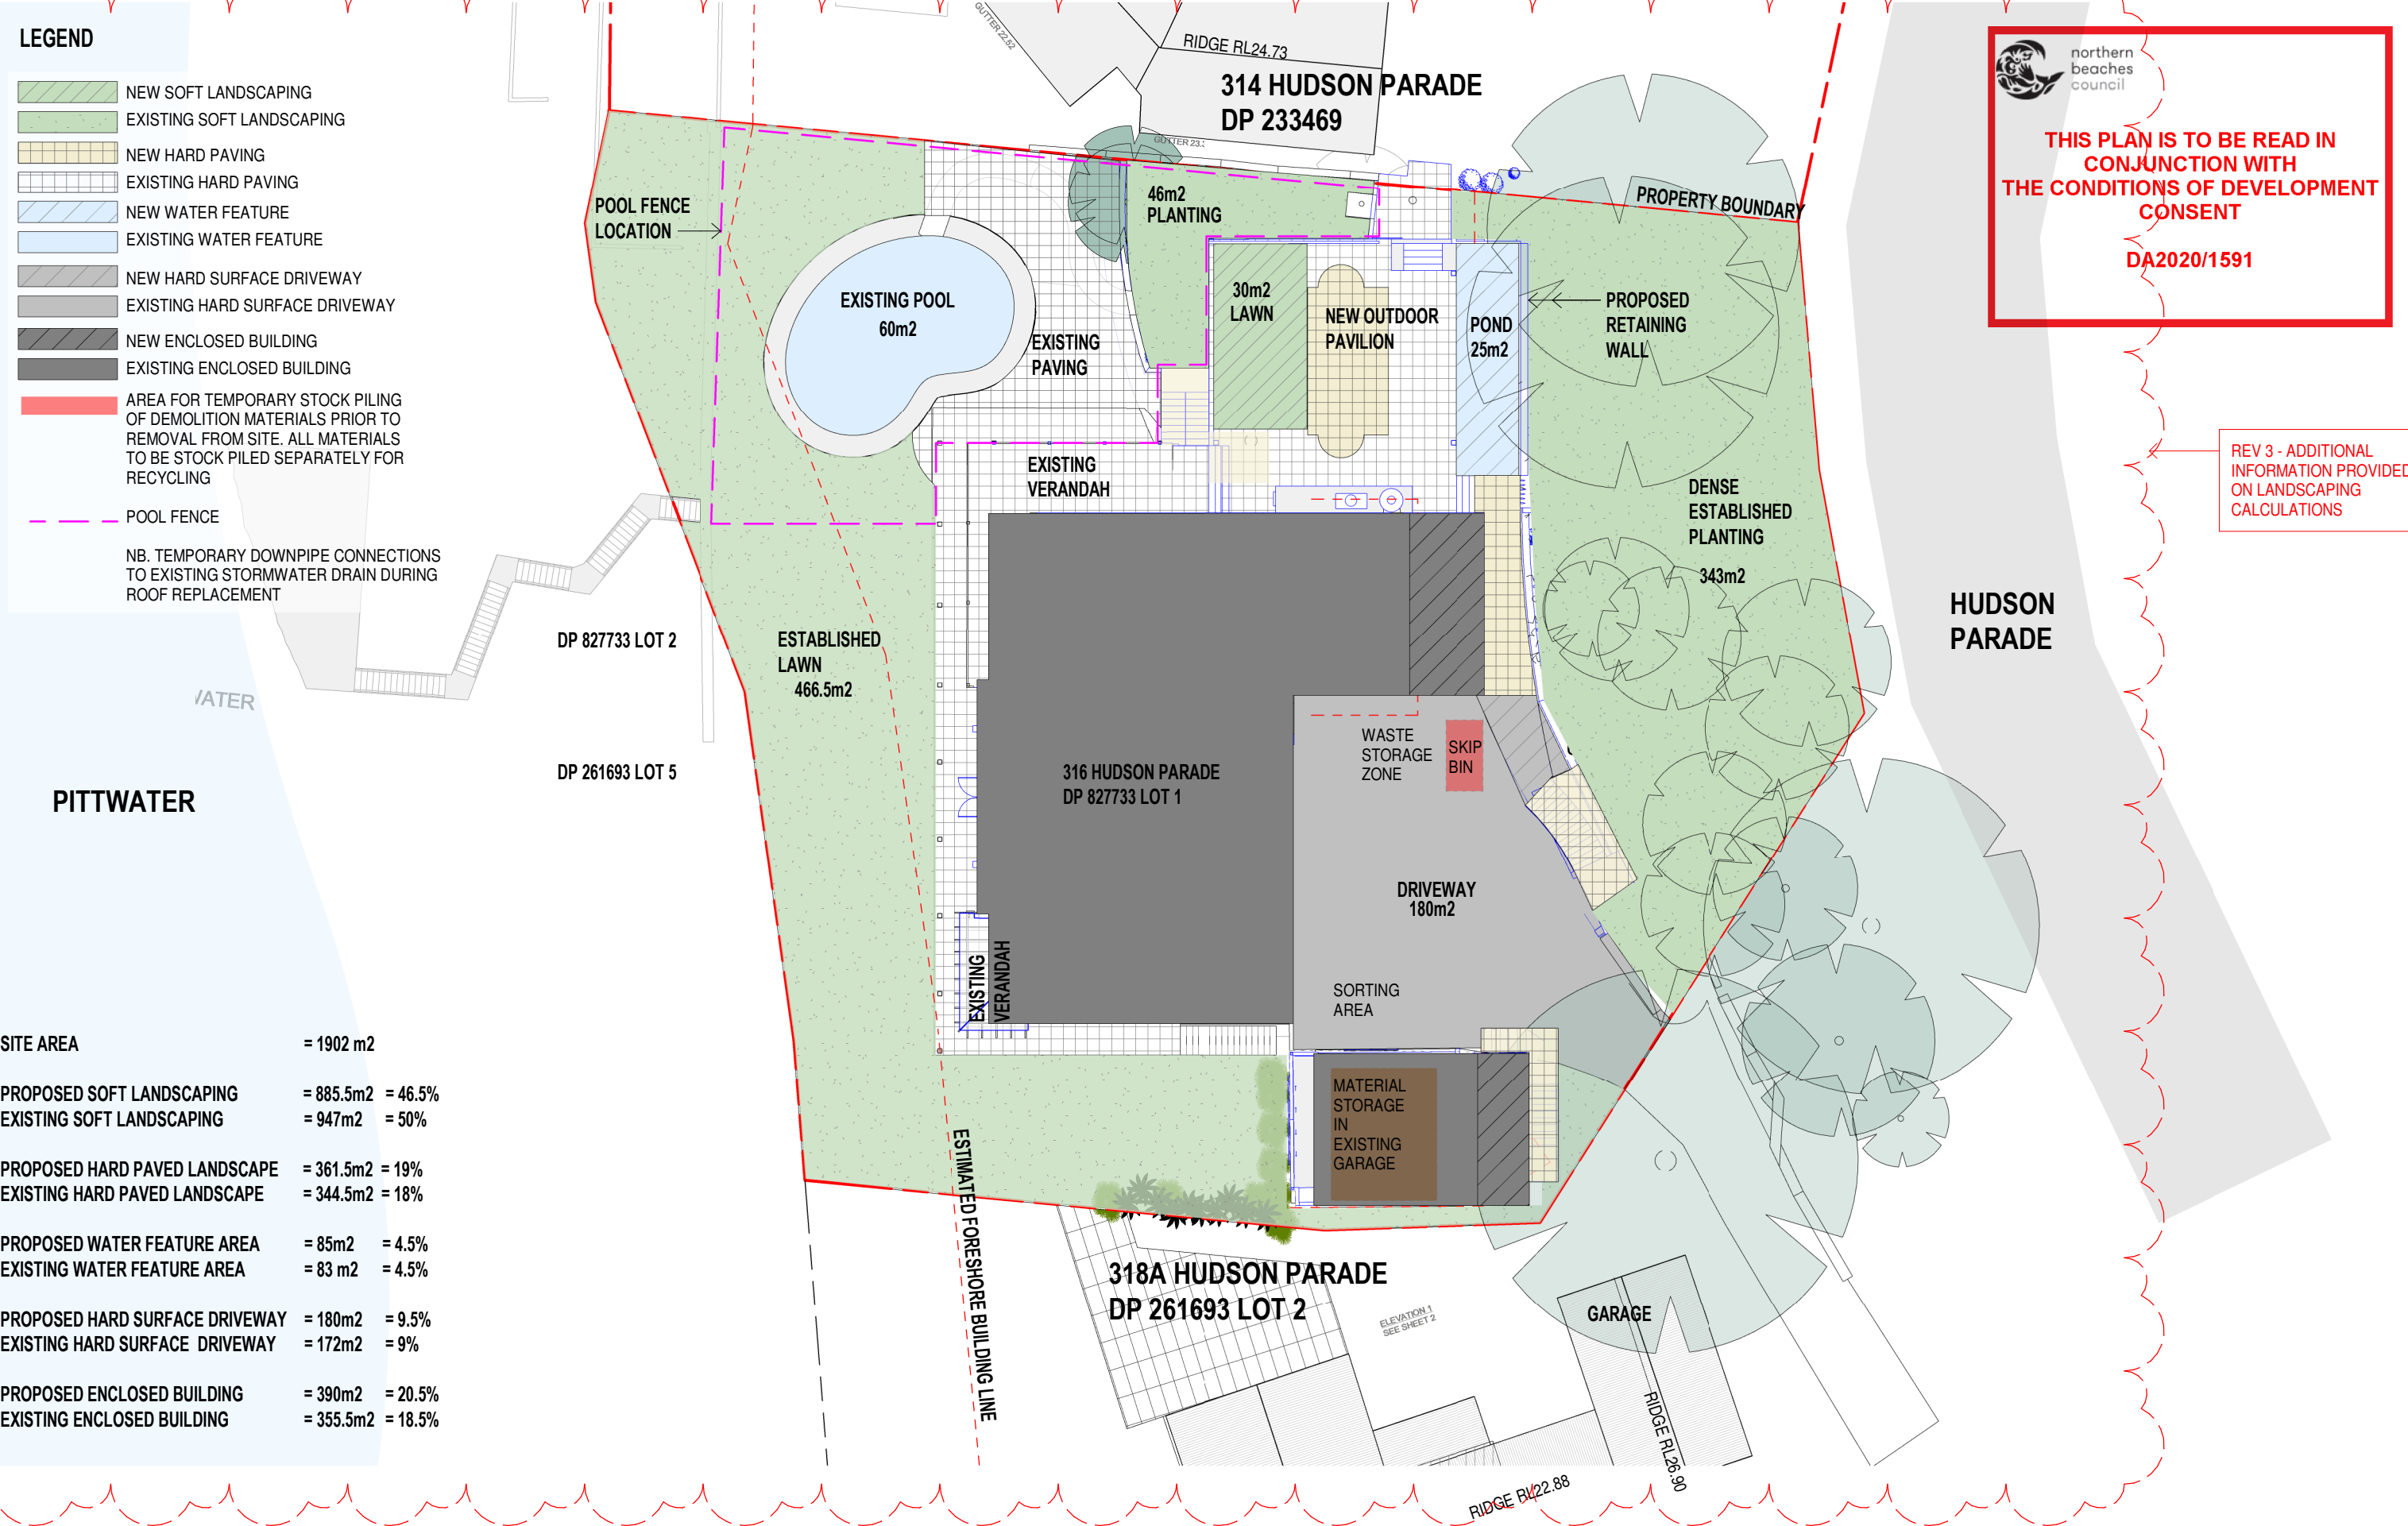 LEGEND
NEW SOFT LANDSCAPING
EXISTING SOFT LANDSCAPING
NEW HARD PAVING
EXISTING HARD PAVING
NEW WATER FEATURE
EXISTING WATER FEATURE
NEW HARD SURFACE DRIVEWAY
EXISTING HARD SURFACE DRIVEWAY
NEW ENCLOSED BUILDING
EXISTING ENCLOSED BUILDING
AREA FOR TEMPORARY STOCK PILING
OF DEMOLITION MATERIALS PRIOR TO
REMOVAL FROM SITE. ALL MATERIALS
TO BE STOCK PILED SEPARATELY FOR
RECYCLING
POOL FENCE
NB. TEMPORARY DOWNPIPE CONNECTIONS
TO EXISTING STORMWATER DRAIN DURING
ROOF REPLACEMENT
GUTTER 22.52
RIDGE RL24.73
314 HUDSON PARADE
DP 233469
GUTTER 23.
northern
beaches
council
THIS PLAN IS TO BE READ IN
CONJUNCTION WITH
THE CONDITIONS OF DEVELOPMENT
CONSENT
DA2020/1591
POOL FENCE
LOCATION
46m2
PLANTING
PROPERTY BOUNDARY
EXISTING POOL
60m2
EXISTING
PAVING
30m2
LAWN
NEW OUTDOOR
PAVILION
POND
25m2
PROPOSED
RETAINING
WALL
EXISTING
VERANDAH
DENSE
ESTABLISHED
PLANTING
343m2
REV 3 - ADDITIONAL
INFORMATION PROVIDED
ON LANDSCAPING
CALCULATIONS
HUDSON
PARADE
DP 827733 LOT 2
ESTABLISHED
LAWN
466.5m2
WATER
DP 261693 LOT 5
PITTWATER
316 HUDSON PARADE
DP 827733 LOT 1
WASTE
STORAGE
ZONE
SKIP
BIN
DRIVEWAY
180m2
EXISTING
VERANDAH
SORTING
AREA
MATERIAL
STORAGE
IN
EXISTING
GARAGE
ESTIMATED FORESHORE BUILDING LINE
318A HUDSON PARADE
DP 261693 LOT 2
ELEVATION 1
SEE SHEET 2
GARAGE
RIDGE RL26.90
RIDGE RL22.88
SITE AREA = 1902 m2
PROPOSED SOFT LANDSCAPING = 885.5m2 = 46.5%
EXISTING SOFT LANDSCAPING = 947m2 = 50%
PROPOSED HARD PAVED LANDSCAPE = 361.5m2 = 19%
EXISTING HARD PAVED LANDSCAPE = 344.5m2 = 18%
PROPOSED WATER FEATURE AREA = 85m2 = 4.5%
EXISTING WATER FEATURE AREA = 83 m2 = 4.5%
PROPOSED HARD SURFACE DRIVEWAY = 180m2 = 9.5%
EXISTING HARD SURFACE DRIVEWAY = 172m2 = 9%
PROPOSED ENCLOSED BUILDING = 390m2 = 20.5%
EXISTING ENCLOSED BUILDING = 355.5m2 = 18.5%